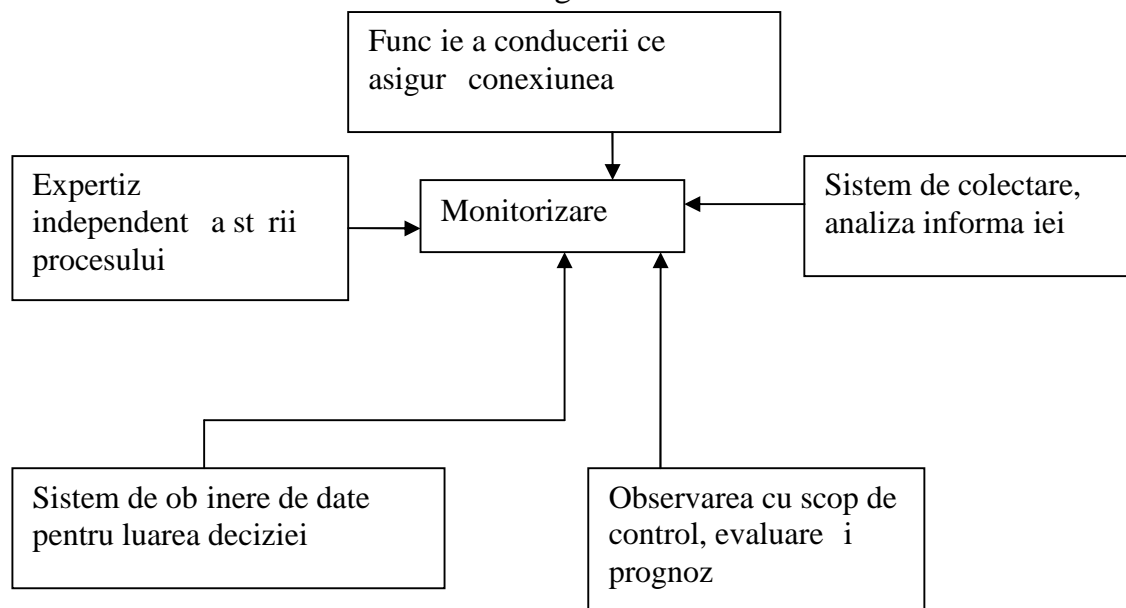 Func ie a conducerii ce
asigur conexiunea
Expertiz
independent a st rii
procesului
Monitorizare
Sistem de colectare,
analiza informa iei
Sistem de ob inere de date
pentru luarea deciziei
Observarea cu scop de
control, evaluare i
prognoz